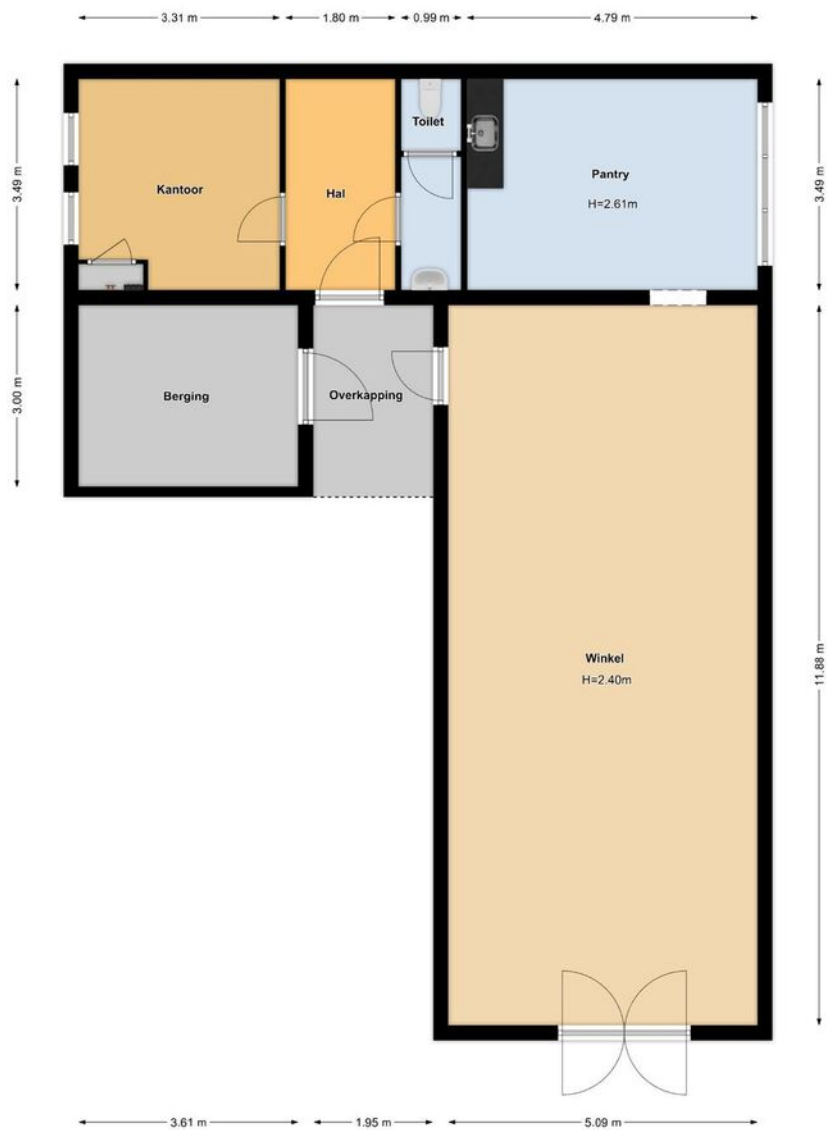 3.31 m
1.80 m
0.99 m
4.79 m
3.49 m
3.49 m
Toilet
Kantoor
Hal
Pantry
H=2.61m
3.00 m
Berging
Overkapping
11.88 m
Winkel
H=2.40m
3.61 m
1.95 m
5.09 m